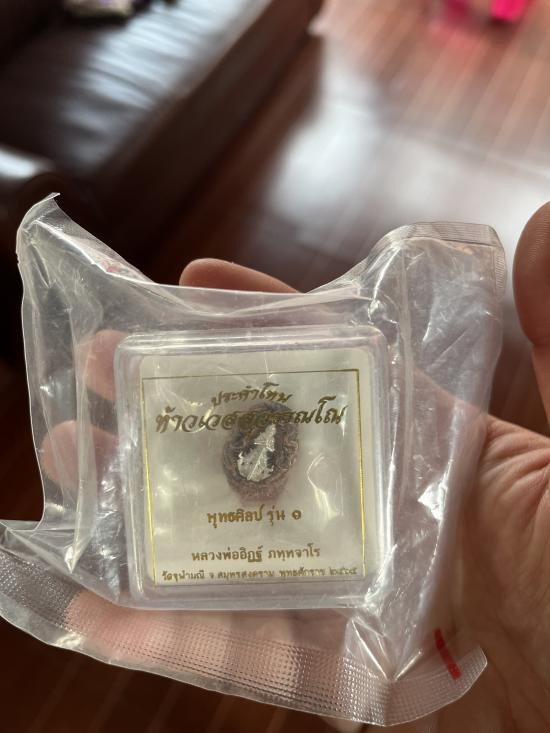 ประคำโทน
ท้าวเวสสุวรรณโณ
พุทธศิลป์ รุ่น ๑
หลวงพ่ออิฏฐ์ ภทฺทจาโร
วัดจุฬามณี จ.สมุทรสงคราม พุทธศักราช ๒๕๖๕